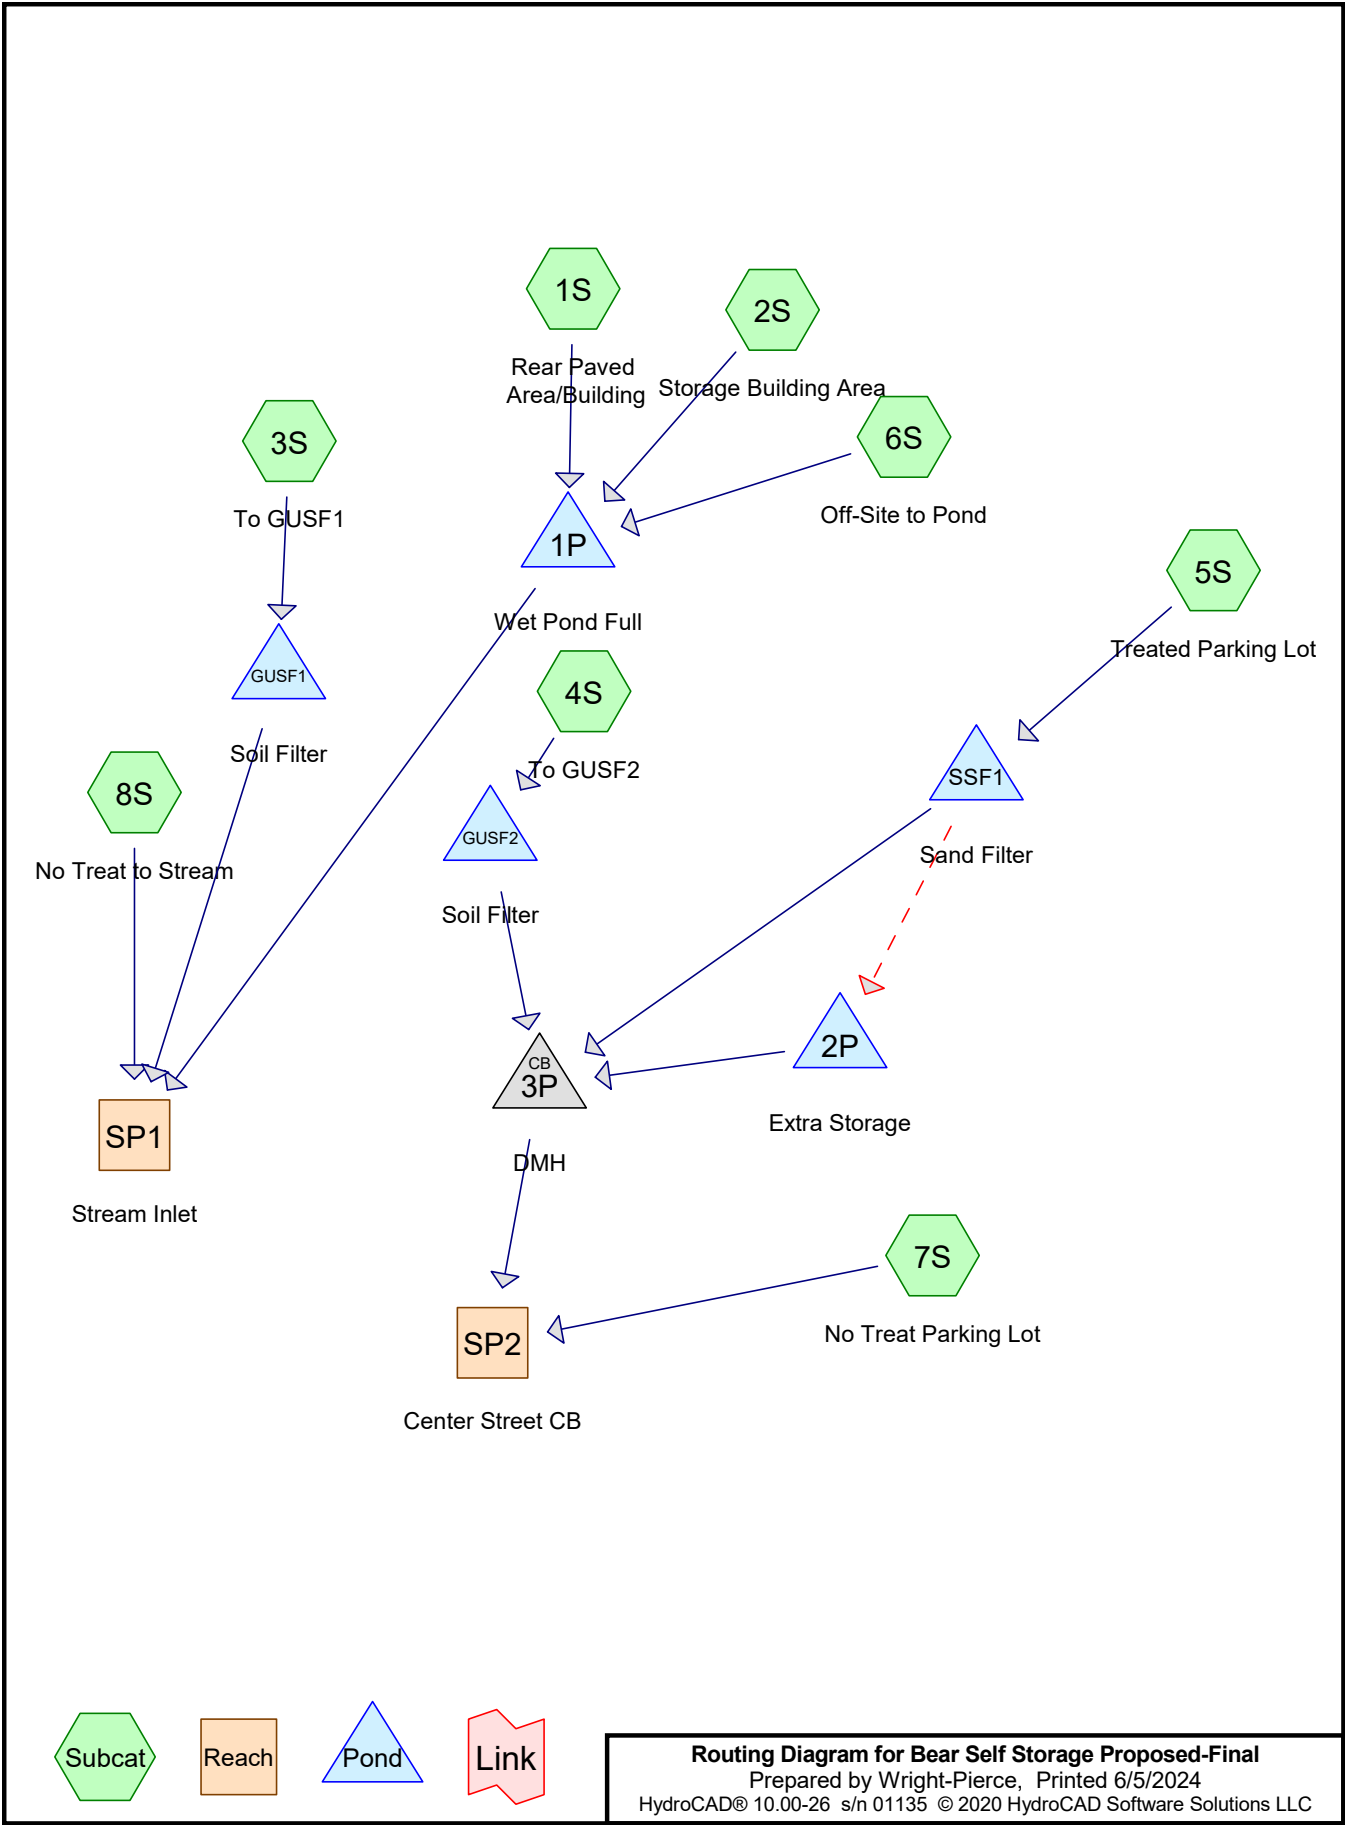 1S
Rear Paved
Area/Building
2S
Storage Building Area
3S
To GUSF1
6S
Off-Site to Pond
1P
Wet Pond Full
5S
Treated Parking Lot
GUSF1
Soil Filter
4S
To GUSF2
8S
No Treat to Stream
SSF1
Sand Filter
GUSF2
Soil Filter
CB
3P
DMH
2P
Extra Storage
SP1
Stream Inlet
7S
No Treat Parking Lot
SP2
Center Street CB
Subcat
Reach
Pond
Link
Routing Diagram for Bear Self Storage Proposed-Final
Prepared by Wright-Pierce, Printed 6/5/2024
HydroCAD® 10.00-26 s/n 01135 © 2020 HydroCAD Software Solutions LLC